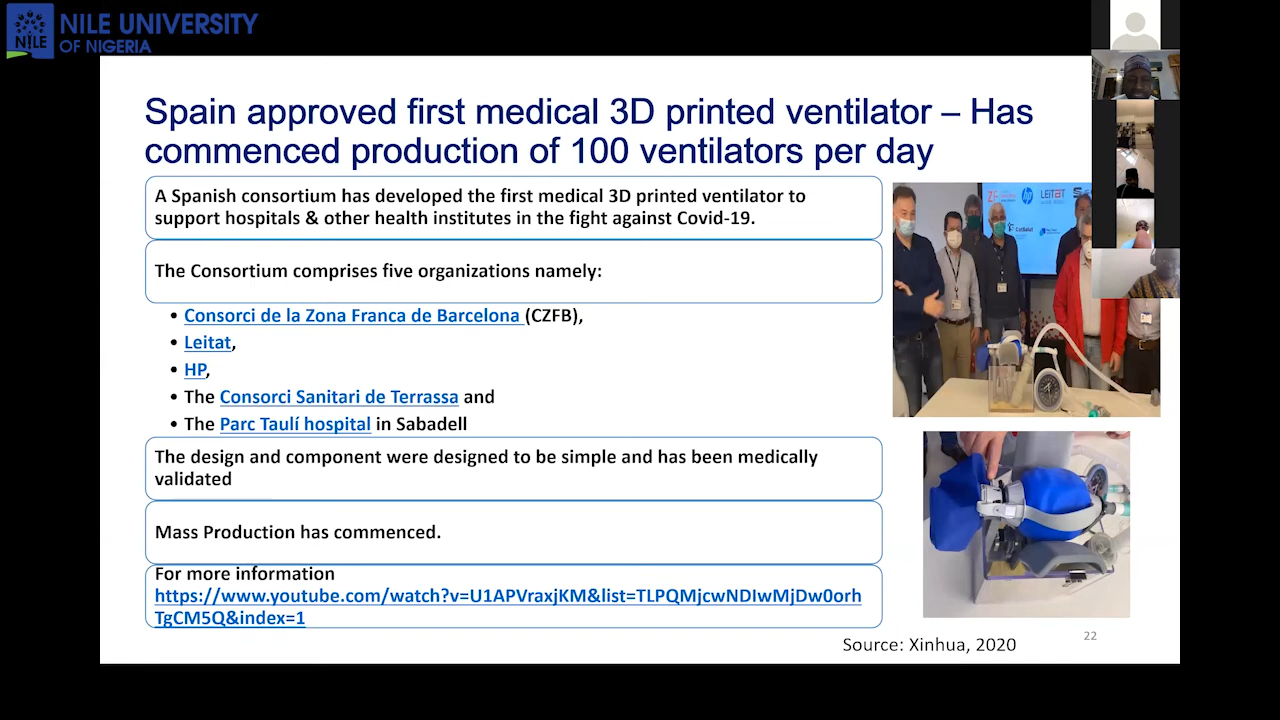 NILE UNIVERSITY
OF NIGERIA
NILE
Spain approved first medical 3D printed ventilator – Has
commenced production of 100 ventilators per day
A Spanish consortium has developed the first medical 3D printed ventilator to
support hospitals & other health institutes in the fight against Covid-19.
The Consortium comprises five organizations namely:
• Consorci de la Zona Franca de Barcelona (CZFB),
• Leitat,
• HP,
• The Consorci Sanitari de Terrassa and
• The Parc Taulí hospital in Sabadell
The design and component were designed to be simple and has been medically
validated
Mass Production has commenced.
For more information
https://www.youtube.com/watch?v=U1APVraxjKM&list=TLPQMjcwNDIwMjDw0orh
TgCM5Q&index=1
ZF
hp
LEITAT
CatSalut
Source: Xinhua, 2020
22